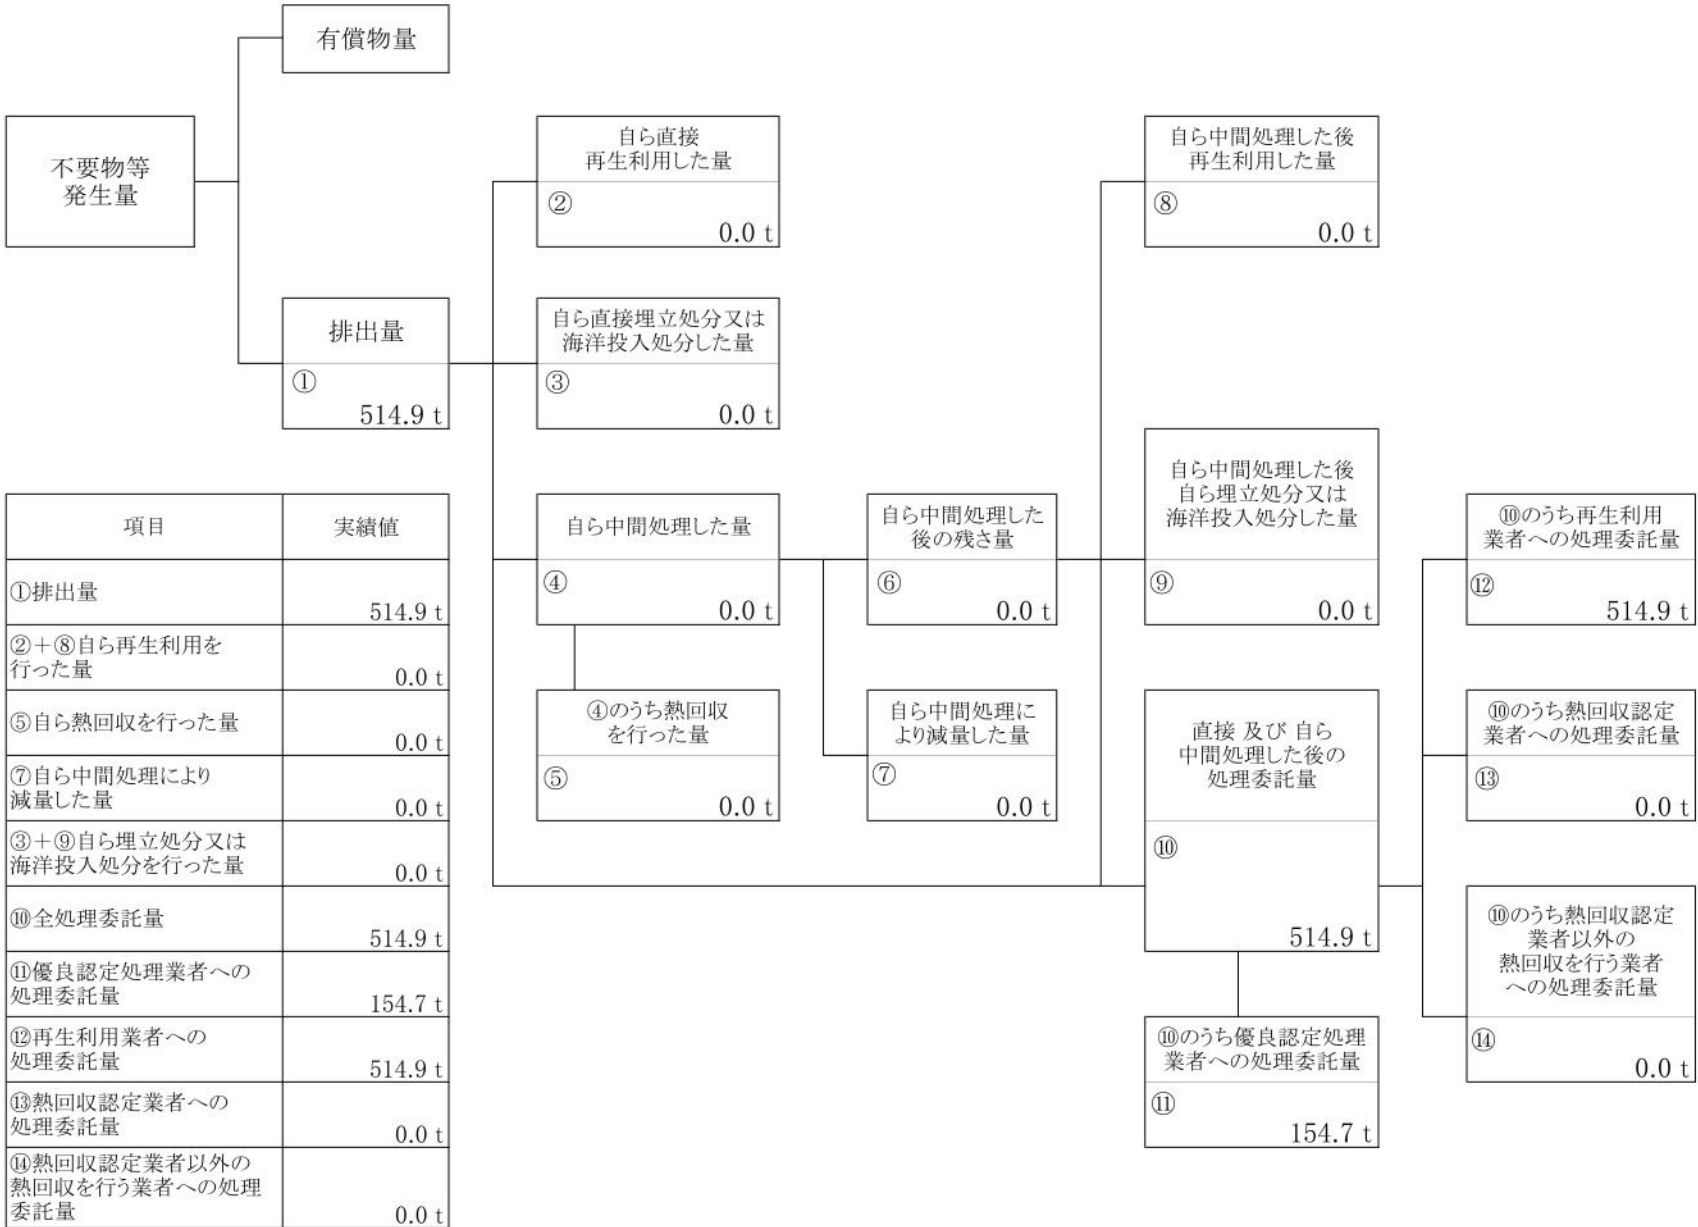 有償物量
不要物等
発生量
排出量
①
514.9 t
自ら直接
再生利用した量
②
0.0 t
自ら直接埋立処分又は
海洋投入処分した量
③
0.0 t
自ら中間処理した量
④
0.0 t
④のうち熱回収
を行った量
⑤
0.0 t
自ら中間処理した
後の残さ量
⑥
0.0 t
自ら中間処理に
より減量した量
⑦
0.0 t
自ら中間処理した後
再生利用した量
⑧
0.0 t
自ら中間処理した後
自ら埋立処分又は
海洋投入処分した量
⑨
0.0 t
直接 及び 自ら
中間処理した後の
処理委託量
⑩
514.9 t
⑩のうち優良認定処理
業者への処理委託量
⑪
154.7 t
⑩のうち再生利用
業者への処理委託量
⑫
514.9 t
⑩のうち熱回収認定
業者への処理委託量
⑬
0.0 t
⑩のうち熱回収認定
業者以外の
熱回収を行う業者
への処理委託量
⑭
0.0 t
項目 実績値
①排出量
514.9 t
②+⑧自ら再生利用を
行った量
0.0 t
⑤自ら熱回収を行った量
0.0 t
⑦自ら中間処理により
減量した量
0.0 t
③+⑨自ら埋立処分又は
海洋投入処分を行った量
0.0 t
⑩全処理委託量
514.9 t
⑪優良認定処理業者への
処理委託量
154.7 t
⑫再生利用業者への
処理委託量
514.9 t
⑬熱回収認定業者への
処理委託量
0.0 t
⑭熱回収認定業者以外の
熱回収を行う業者への処理
委託量
0.0 t